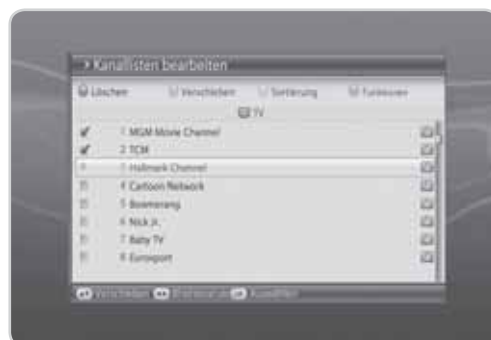 > Kanallisten bearbeiten
Löschen Verschieben Sortierung Funktionen
TV
1 MGM Movie Channel
2 TCM
3 Hallmark Channel
4 Cartoon Network
5 Boomerang
6 Nick Jr.
7 Baby TV
8 Eurosport
Verschieben Auswählen